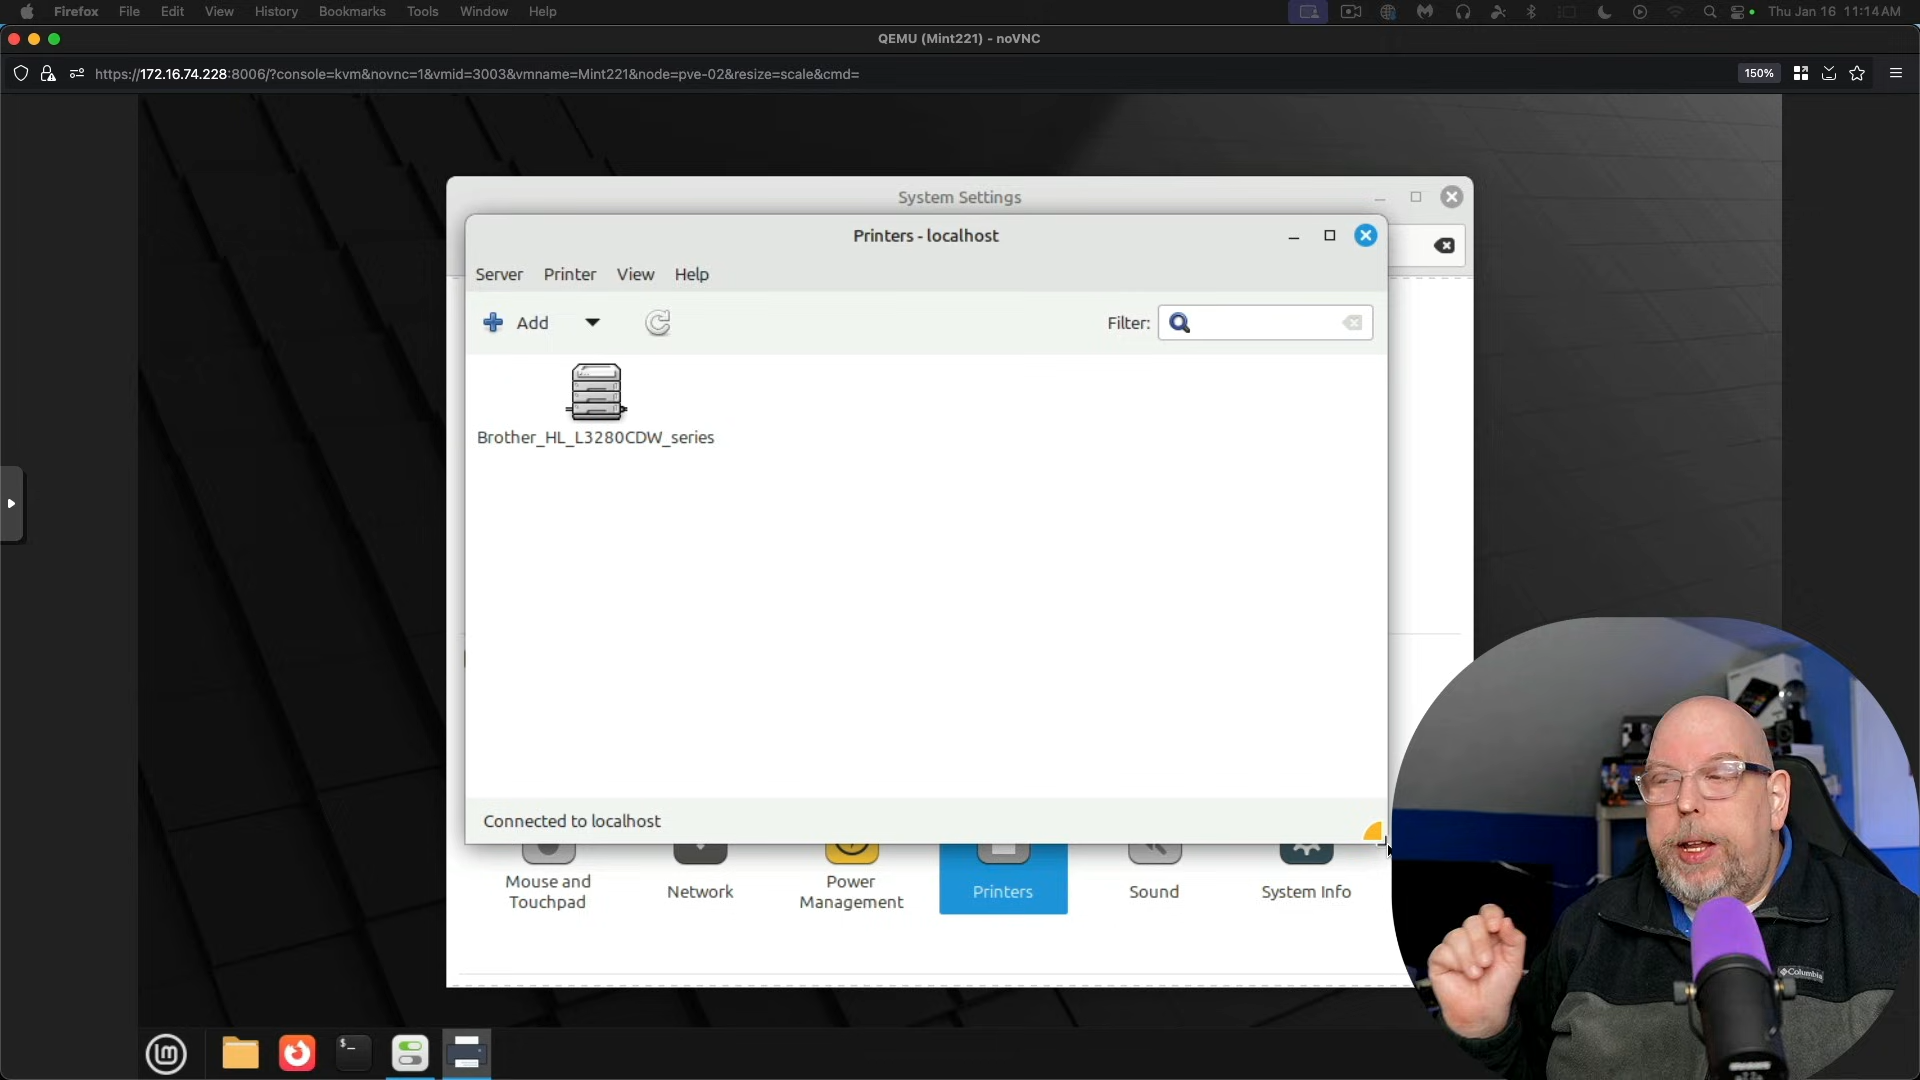 Firefox File Edit View History Bookmarks Tools Window Help
Thu Jan 16 11:14AM
QEMU (Mint221) - noVNC
https://172.16.74.228:8006/?console=kvm&novnc=1&vmid=3003&vmname=Mint221&node=pve-02&resize=scale&cmd=
150%
System Settings
Printers - localhost
Server Printer View Help
Add
Filter:
Brother_HL_L3280CDW_series
Connected to localhost
Mouse and
Touchpad
Network
Power
Management
Printers
Sound
System Info
Columbia